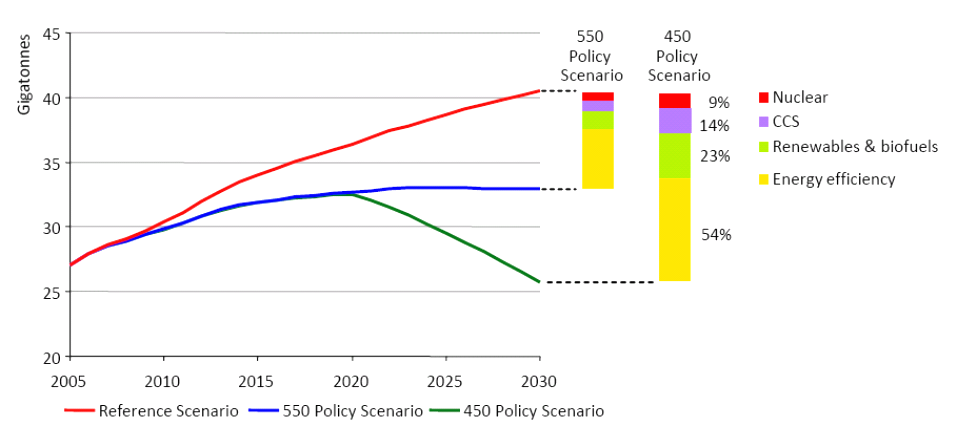 Gigatonnes
45
40
35
30
25
20
2005
2010
2015
2020
2025
2030
550
Policy
Scenario
450
Policy
Scenario
9%
14%
23%
54%
Nuclear
CCS
Renewables & biofuels
Energy efficiency
Reference Scenario
550 Policy Scenario
450 Policy Scenario